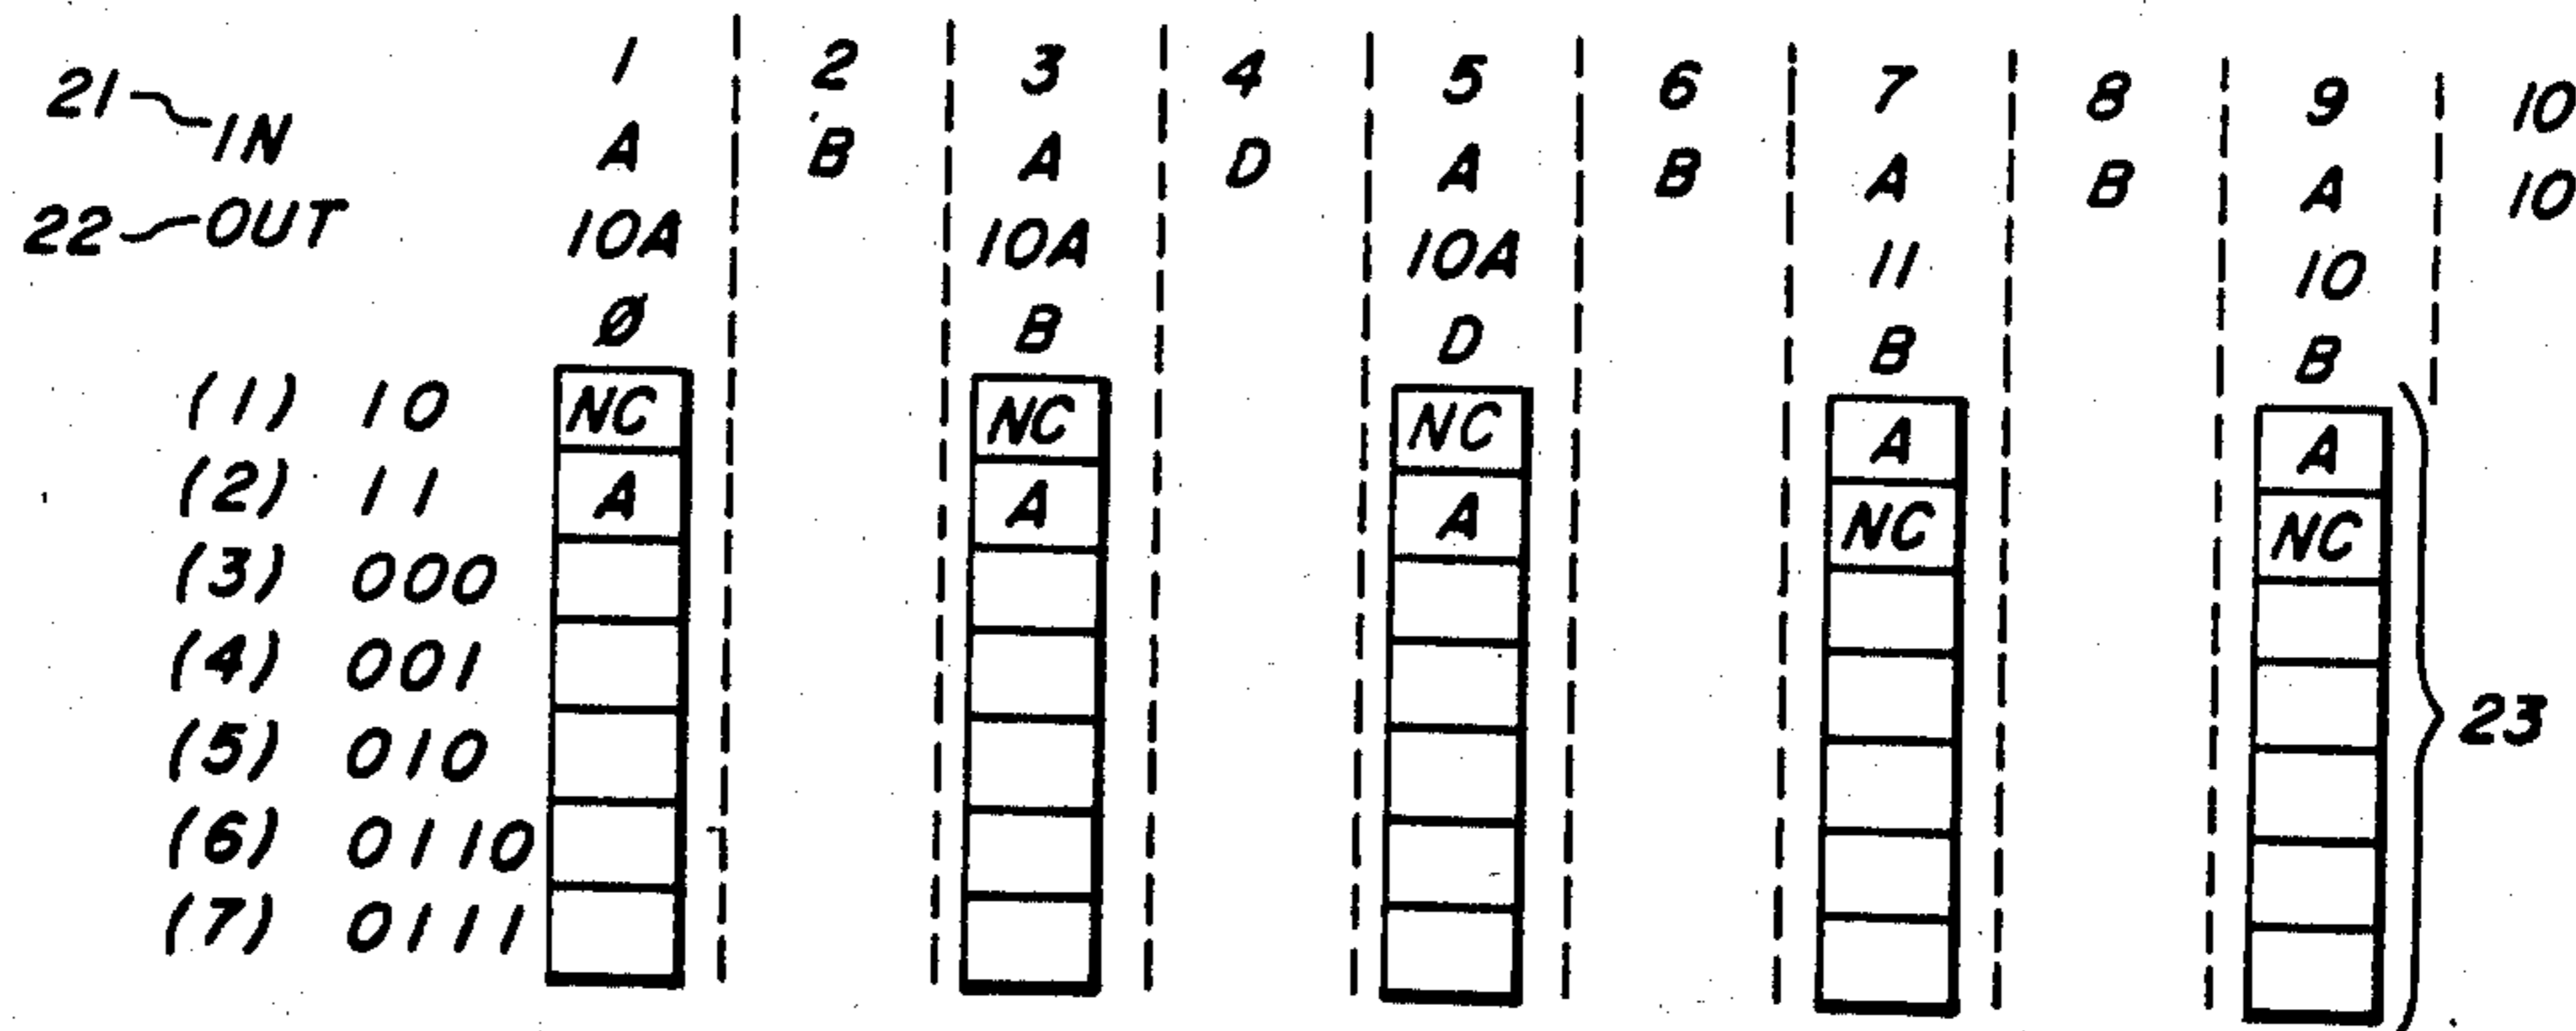 1 2 3 4 5 6 7 8 9 10
21 IN A B A D A B A B A 10
22 OUT 10A 10A 10A 11 10
Ø B D B B
(1) 10 NC NC NC A A
(2) 11 A A A NC NC
(3) 000
(4) 001
(5) 010 23
(6) 0110
(7) 0111